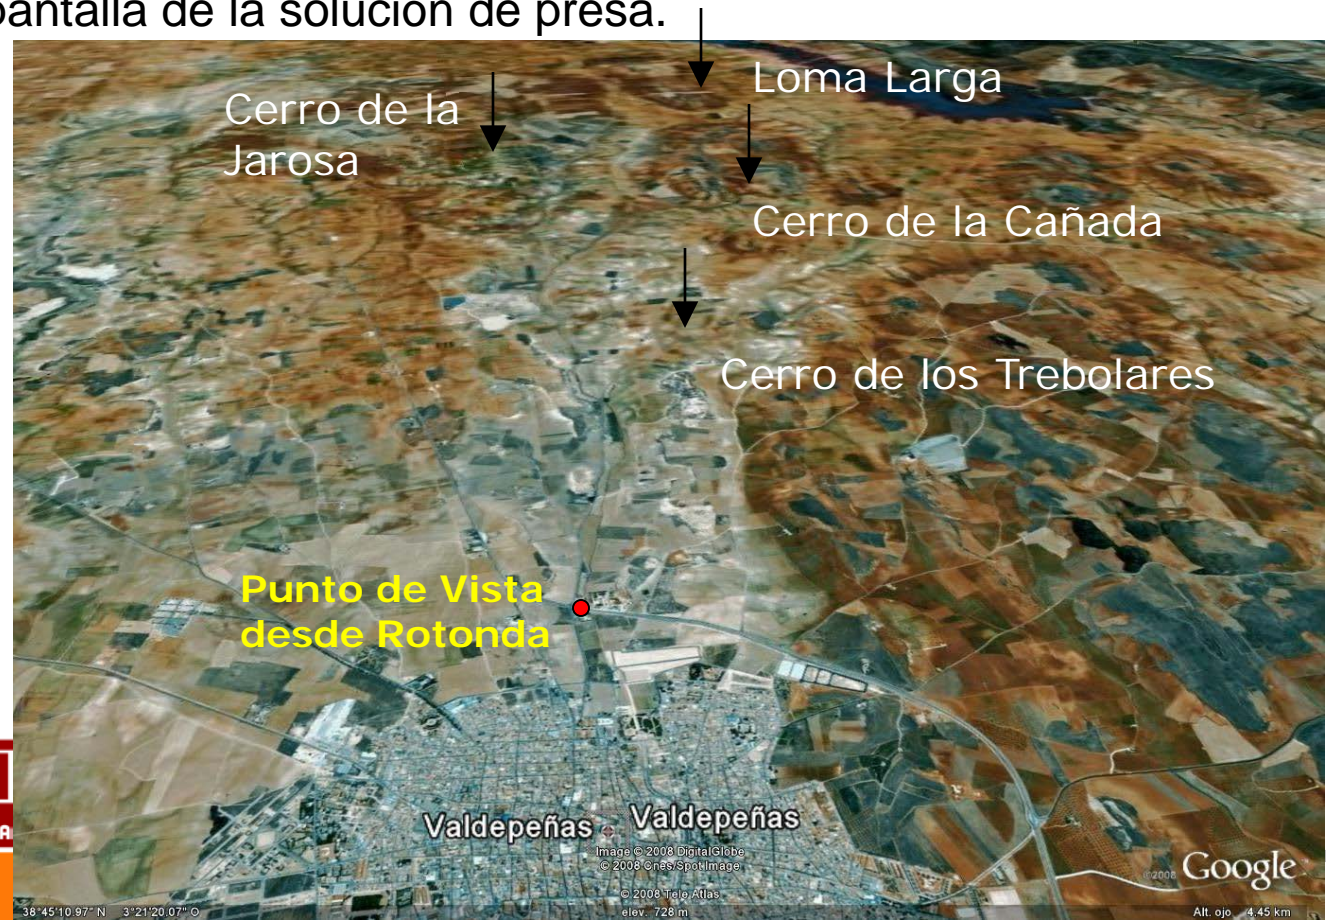 pantalla de la solución de presa.
Loma Larga
Cerro de la
Jarosa
Cerro de la Cañada
Cerro de los Trebolares
Punto de Vista
desde Rotonda
Valdepeñas Valdepeñas
Image © 2008 DigitalGlobe
© 2008 Cnes/Spot Image
© 2008 Tele Atlas
©2008 Google
38°45'10.97" N 3°21'20.07" O elev. 728 m Alt. ojo 4.45 km